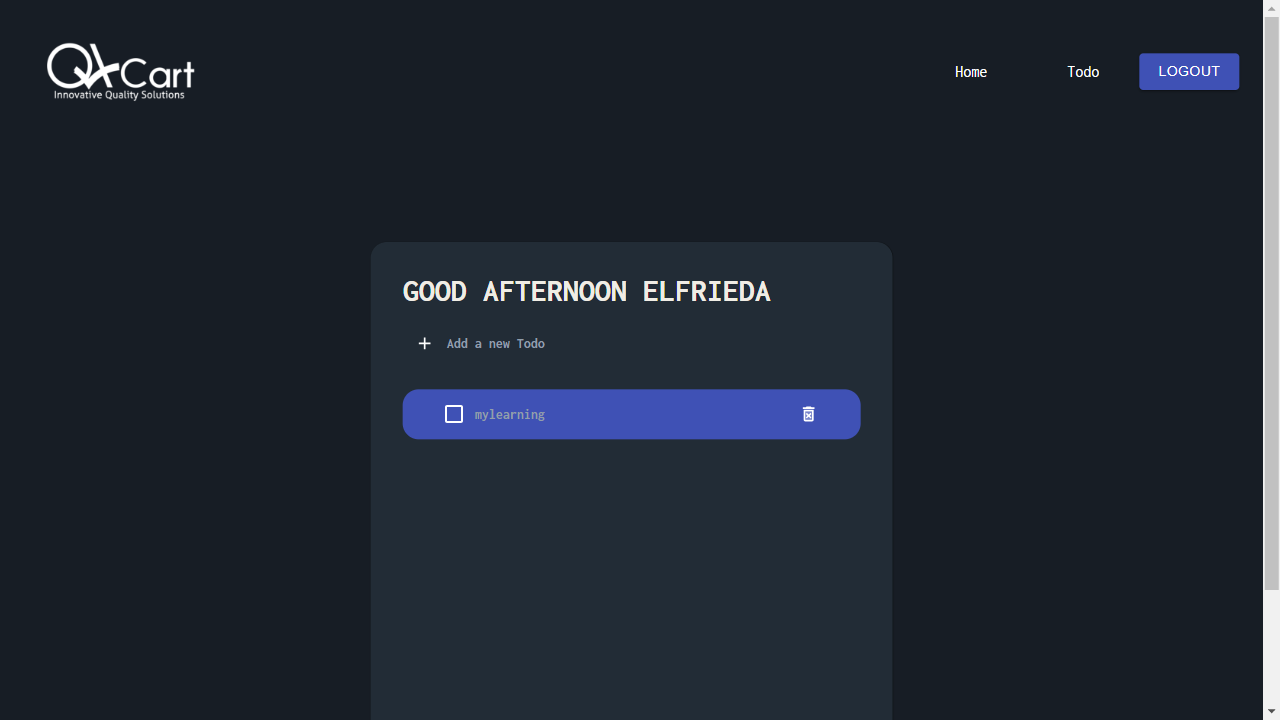 QACart
Innovative Quality Solutions
Home
Todo
LOGOUT
GOOD AFTERNOON ELFRIEDA
Add a new Todo
mylearning